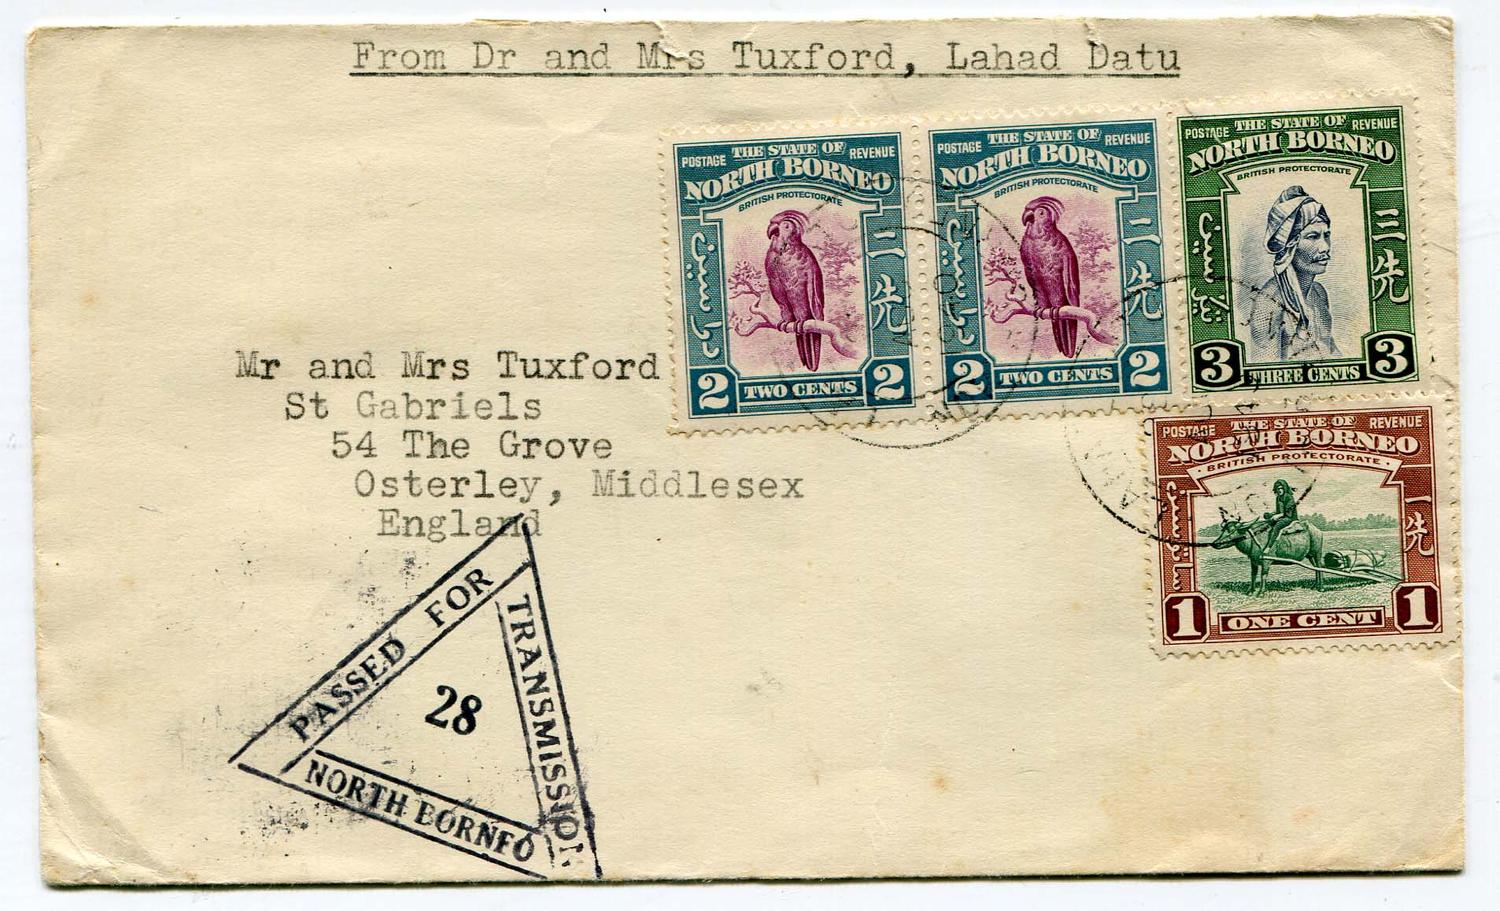 From Dr and Mrs Tuxford, Lahad Datu
POSTAGE THE STATE OF REVENUE
NORTH BORNEO
BRITISH PROTECTORATE
二先
2 TWO CENTS 2
POSTAGE THE STATE OF REVENUE
NORTH BORNEO
BRITISH PROTECTORATE
二先
2 TWO CENTS 2
POSTAGE THE STATE OF REVENUE
NORTH BORNEO
BRITISH PROTECTORATE
三先
3 THREE CENTS 3
POSTAGE THE STATE OF REVENUE
NORTH BORNEO
· BRITISH PROTECTORATE ·
一先
1 ONE CENT 1
Mr and Mrs Tuxford
St Gabriels
54 The Grove
Osterley, Middlesex
England
PASSED FOR
TRANSMISSION
NORTH BORNEO
28